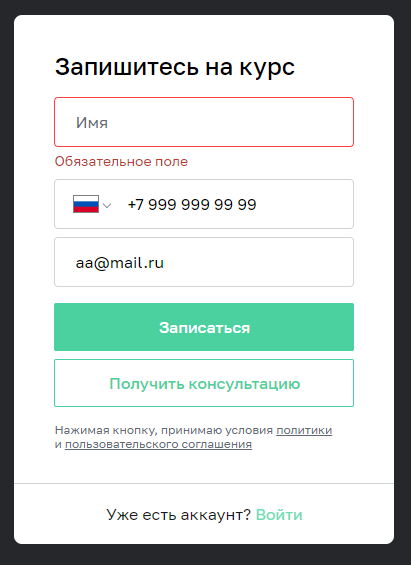 Запишитесь на курс
Имя
Обязательное поле
+7 999 999 99 99
aa@mail.ru
Записаться
Получить консультацию
Нажимая кнопку, принимаю условия политики
и пользовательского соглашения
Уже есть аккаунт? Войти